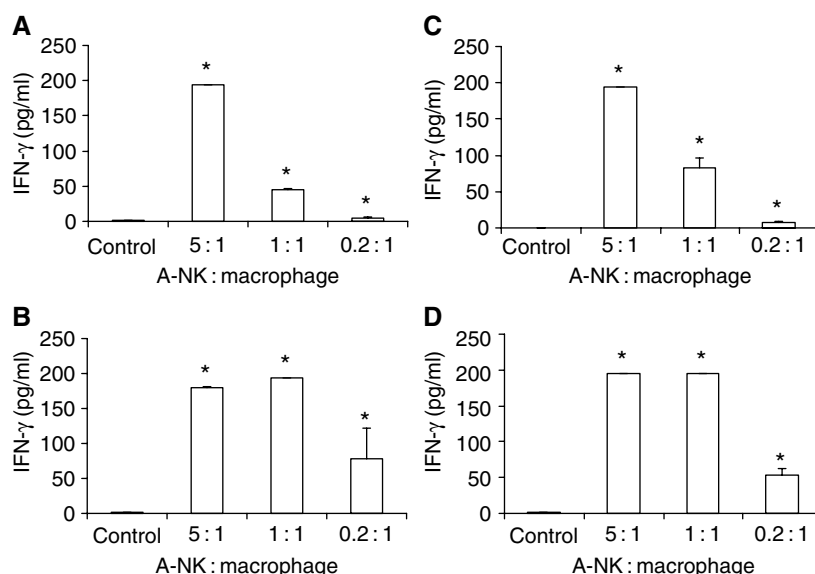 A
IFN-γ (pg/ml)
250
200
150
100
50
0
*
*
*
Control
5 : 1
1 : 1
0.2 : 1
A-NK : macrophage
C
IFN-γ (pg/ml)
250
200
150
100
50
0
*
*
*
Control
5 : 1
1 : 1
0.2 : 1
A-NK : macrophage
B
IFN-γ (pg/ml)
250
200
150
100
50
0
*
*
*
Control
5 : 1
1 : 1
0.2 : 1
A-NK : macrophage
D
IFN-γ (pg/ml)
250
200
150
100
50
0
*
*
*
Control
5 : 1
1 : 1
0.2 : 1
A-NK : macrophage